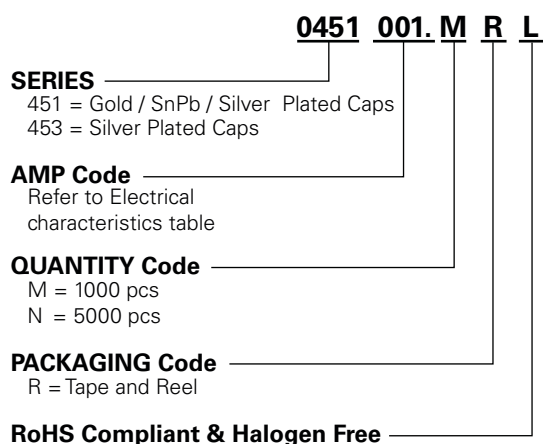 0451 001. M R L
SERIES
451 = Gold / SnPb / Silver Plated Caps
453 = Silver Plated Caps
AMP Code
Refer to Electrical
characteristics table
QUANTITY Code
M = 1000 pcs
N = 5000 pcs
PACKAGING Code
R = Tape and Reel
RoHS Compliant & Halogen Free